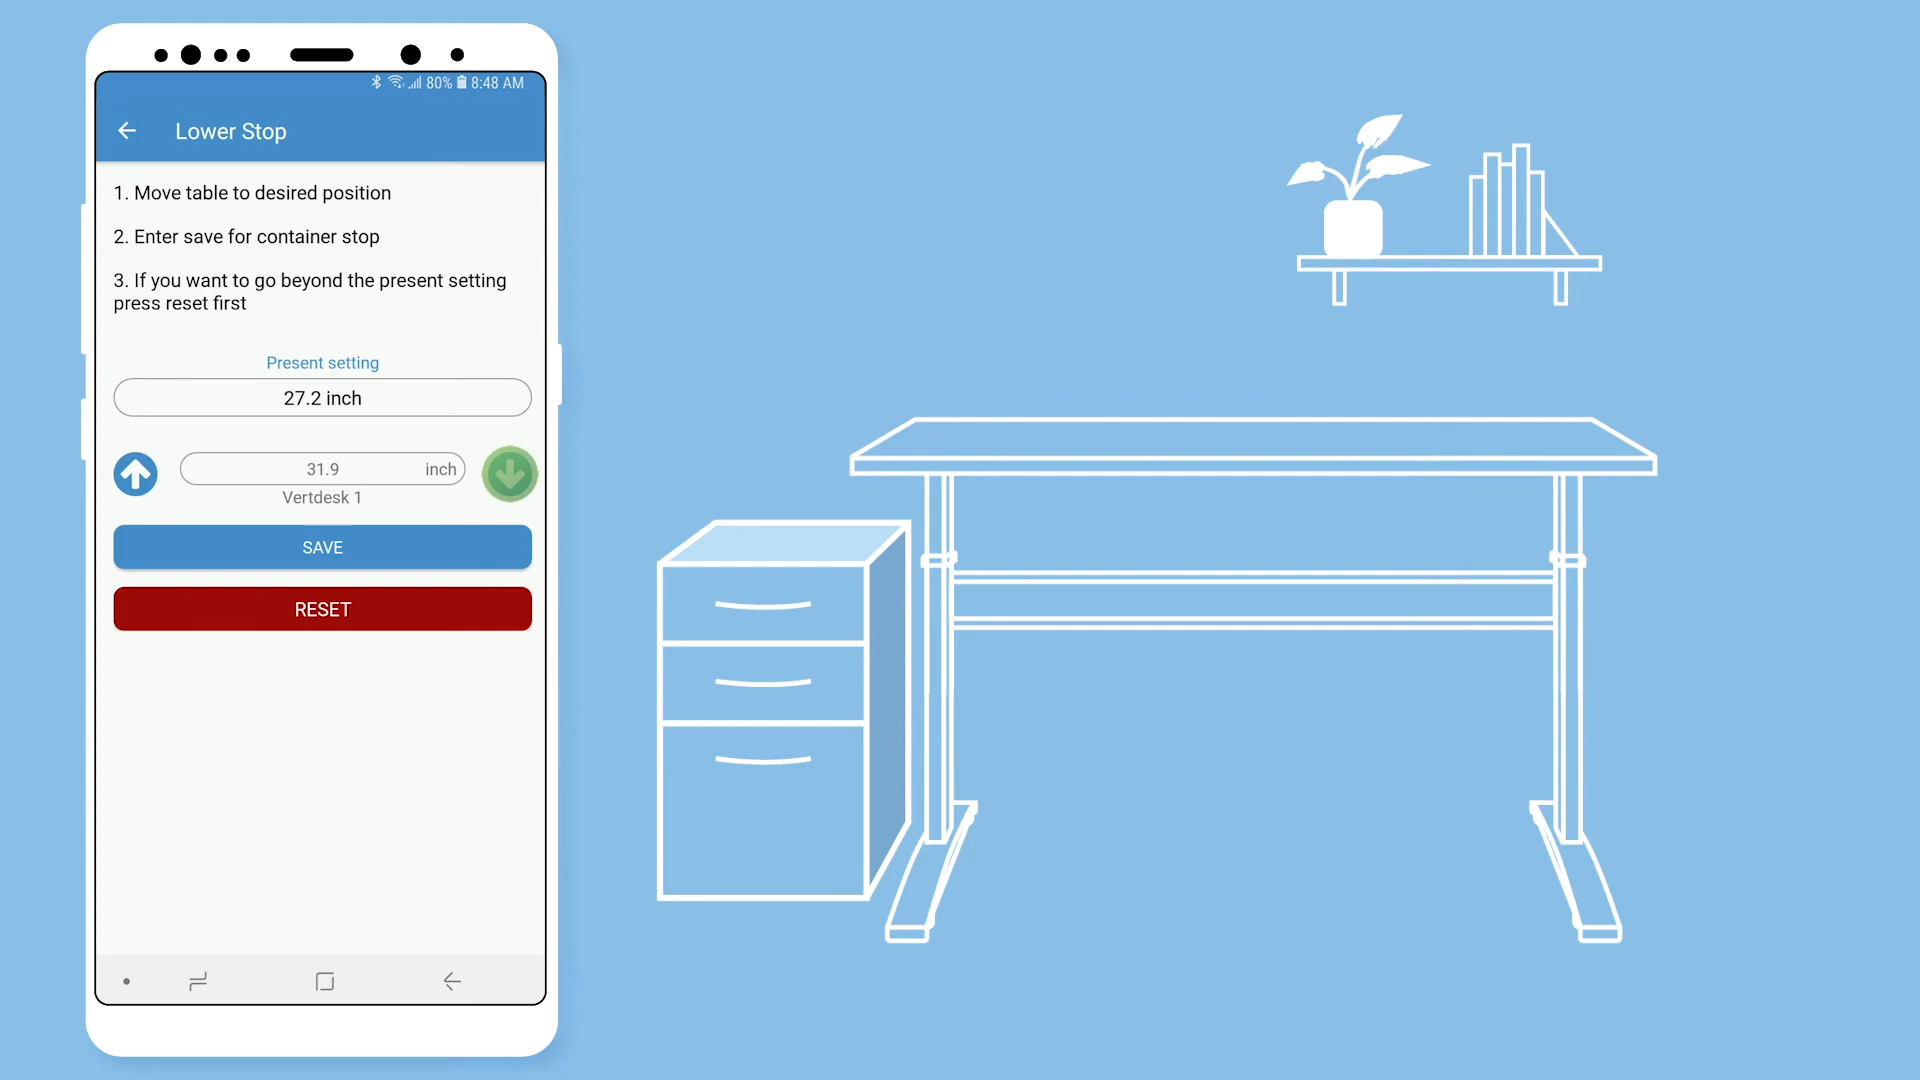 80% 8:48 AM
Lower Stop
1. Move table to desired position
2. Enter save for container stop
3. If you want to go beyond the present setting
press reset first
Present setting
27.2 inch
31.9 inch
Vertdesk 1
SAVE
RESET